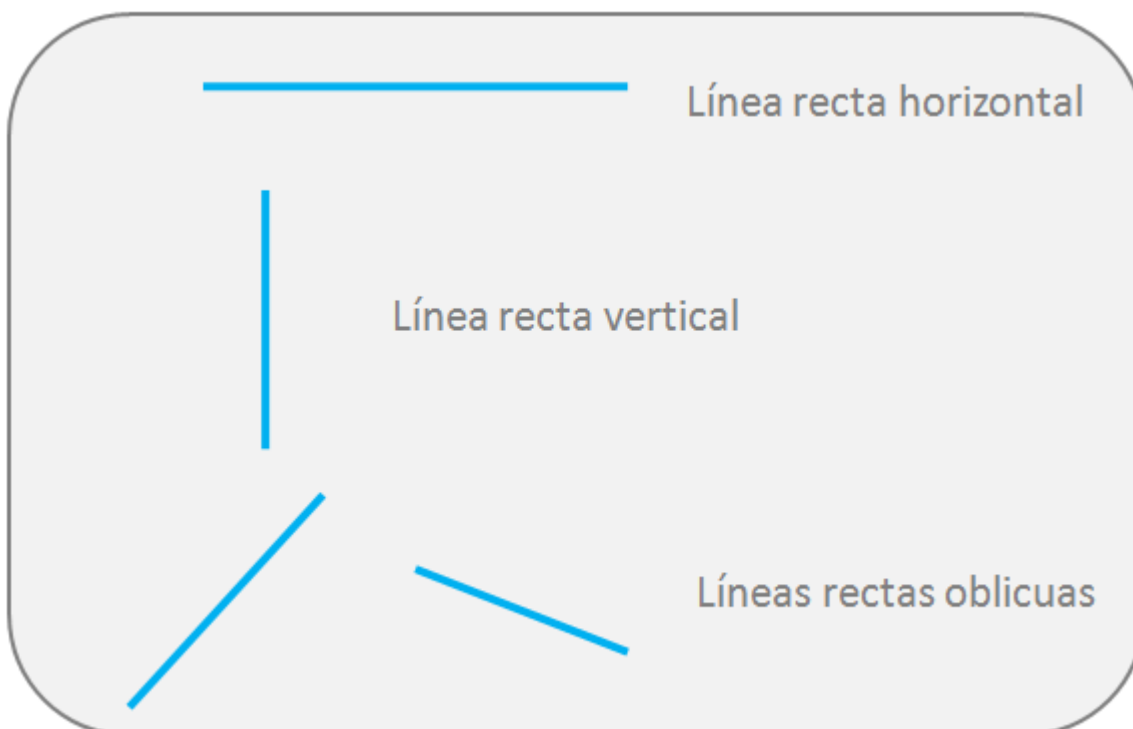 Línea recta horizontal
Línea recta vertical
Líneas rectas oblicuas